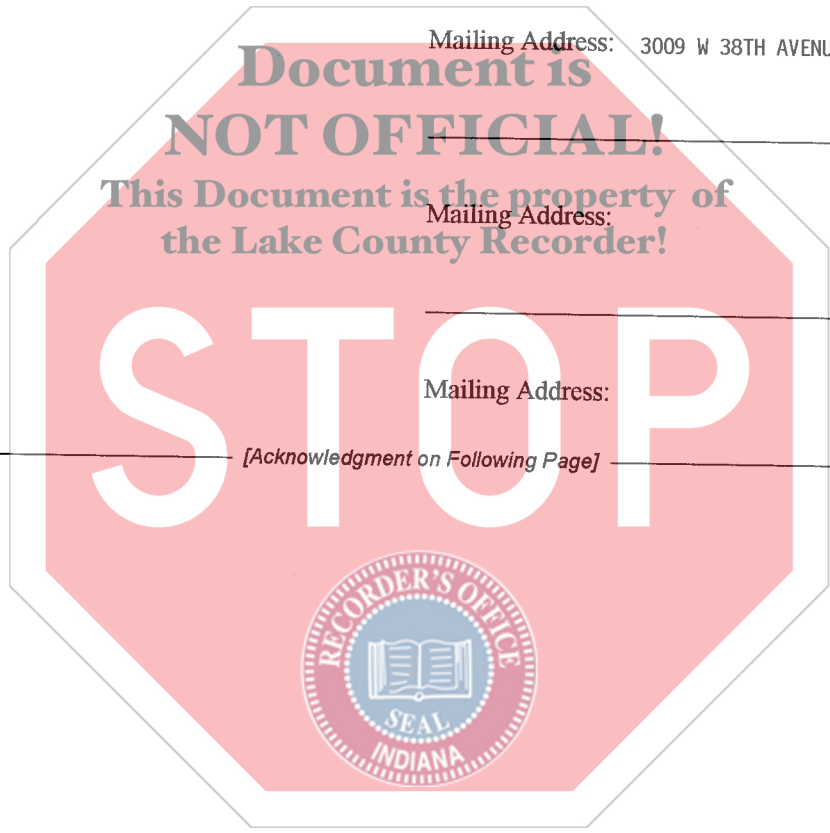 Mailing Address: 3009 W 38TH AVENU
Document is
NOT OFFICIAL!
This Document is the property of
Mailing Address:
the Lake County Recorder!
STOP
Mailing Address:
[Acknowledgment on Following Page]
RECORDER'S OFFICE
SEAL
INDIANA